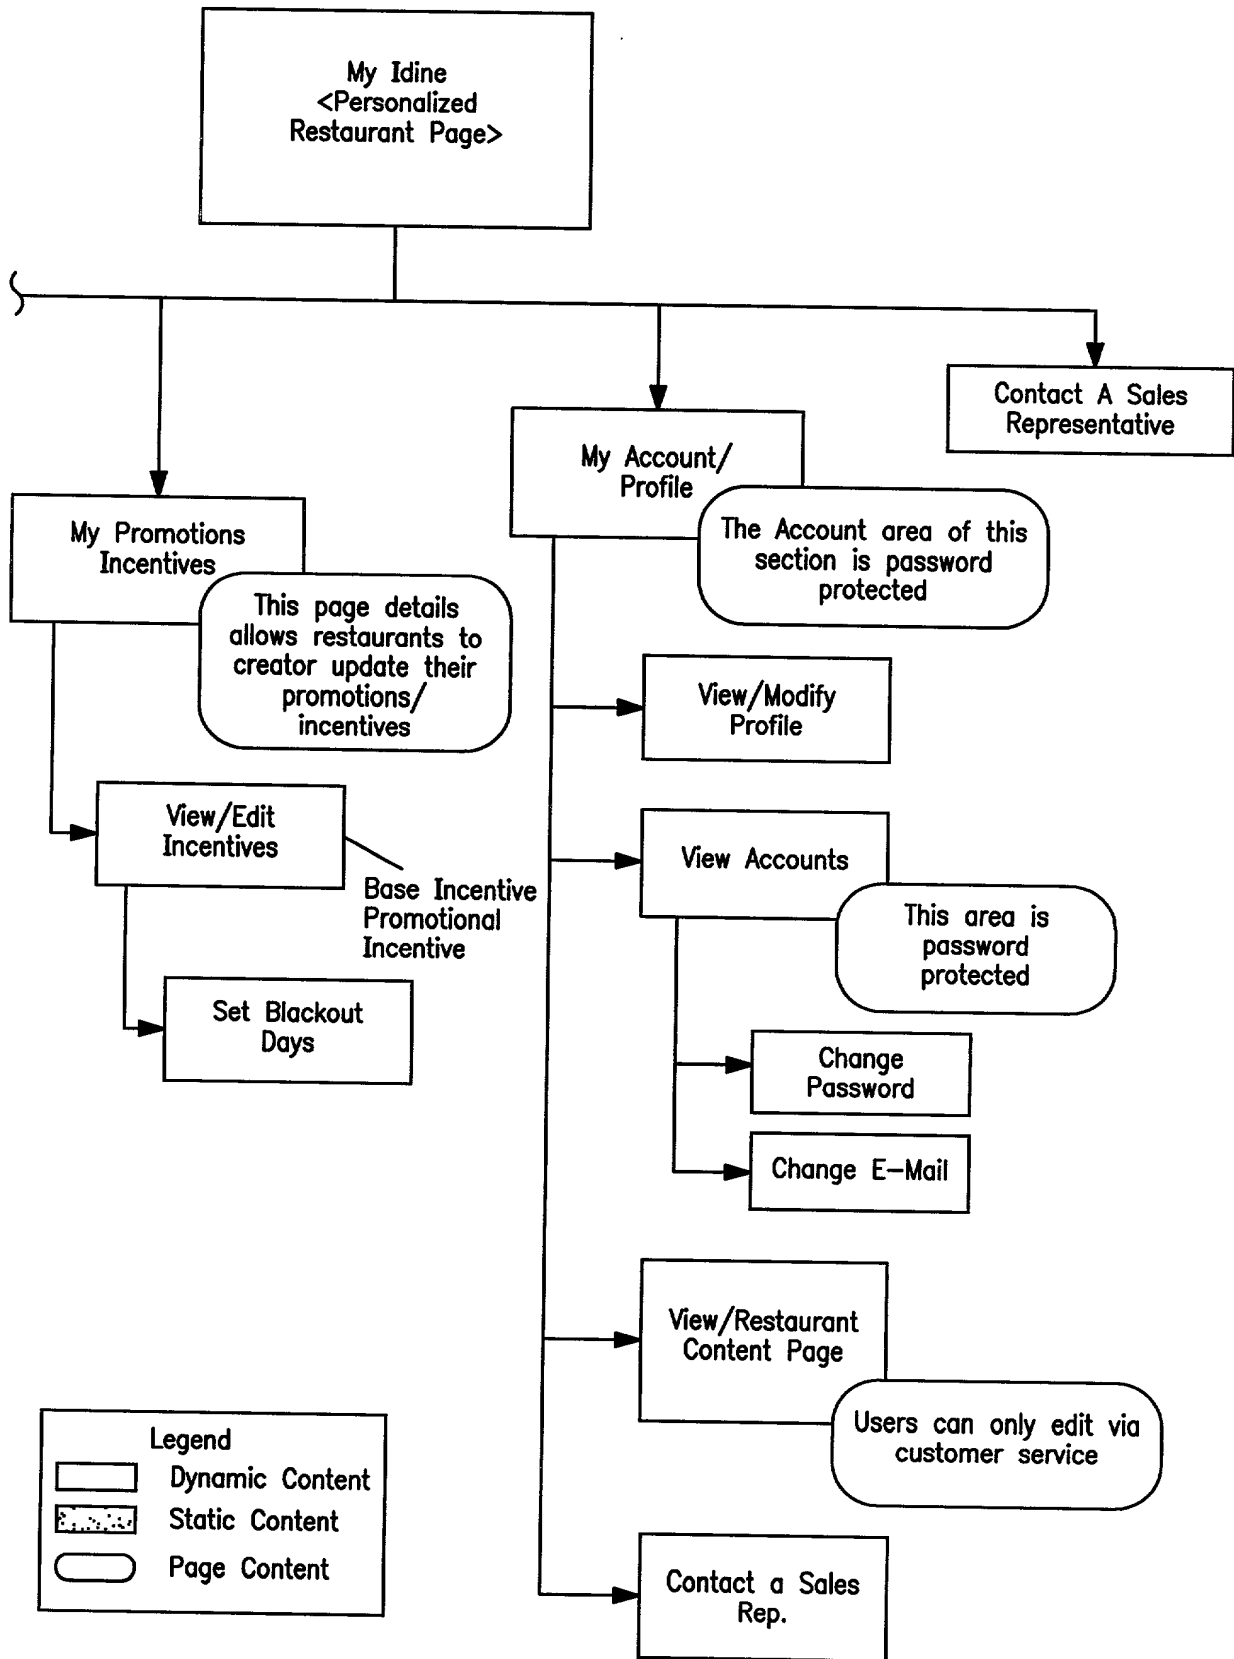 My Idine
<Personalized
Restaurant Page>
Contact A Sales
Representative
My Account/
Profile
The Account area of this
section is password
protected
My Promotions
Incentives
This page details
allows restaurants to
creator update their
promotions/
incentives
View/Modify
Profile
View/Edit
Incentives
Base Incentive
Promotional
Incentive
View Accounts
This area is
password
protected
Set Blackout
Days
Change
Password
Change E-Mail
View/Restaurant
Content Page
Users can only edit via
customer service
Contact a Sales
Rep.
Legend
Dynamic Content
Static Content
Page Content